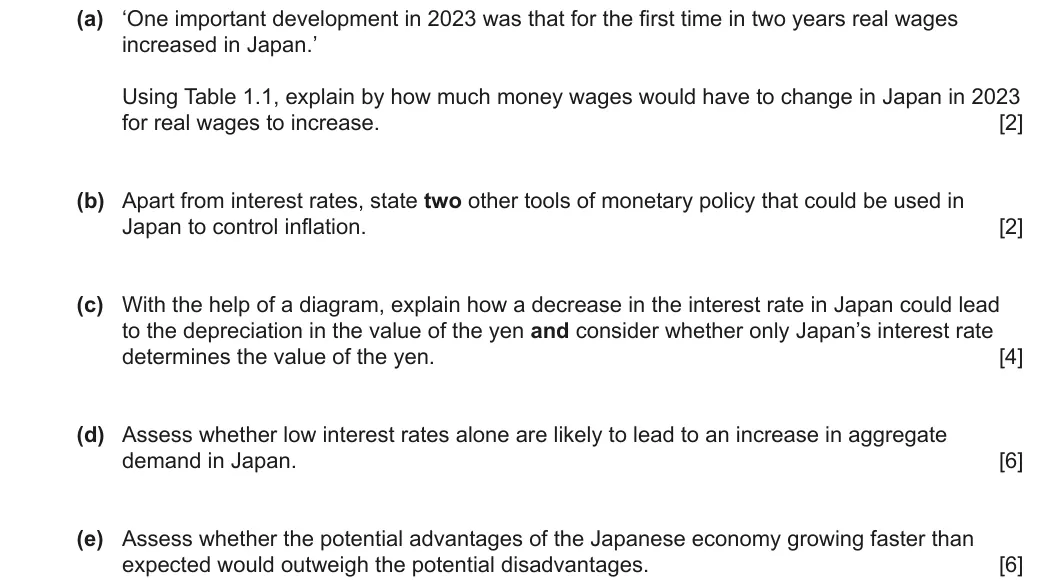 (a) ‘One important development in 2023 was that for the first time in two years real wages
increased in Japan.’
Using Table 1.1, explain by how much money wages would have to change in Japan in 2023
for real wages to increase. [2]
(b) Apart from interest rates, state two other tools of monetary policy that could be used in
Japan to control inflation. [2]
(c) With the help of a diagram, explain how a decrease in the interest rate in Japan could lead
to the depreciation in the value of the yen and consider whether only Japan’s interest rate
determines the value of the yen. [4]
(d) Assess whether low interest rates alone are likely to lead to an increase in aggregate
demand in Japan. [6]
(e) Assess whether the potential advantages of the Japanese economy growing faster than
expected would outweigh the potential disadvantages. [6]